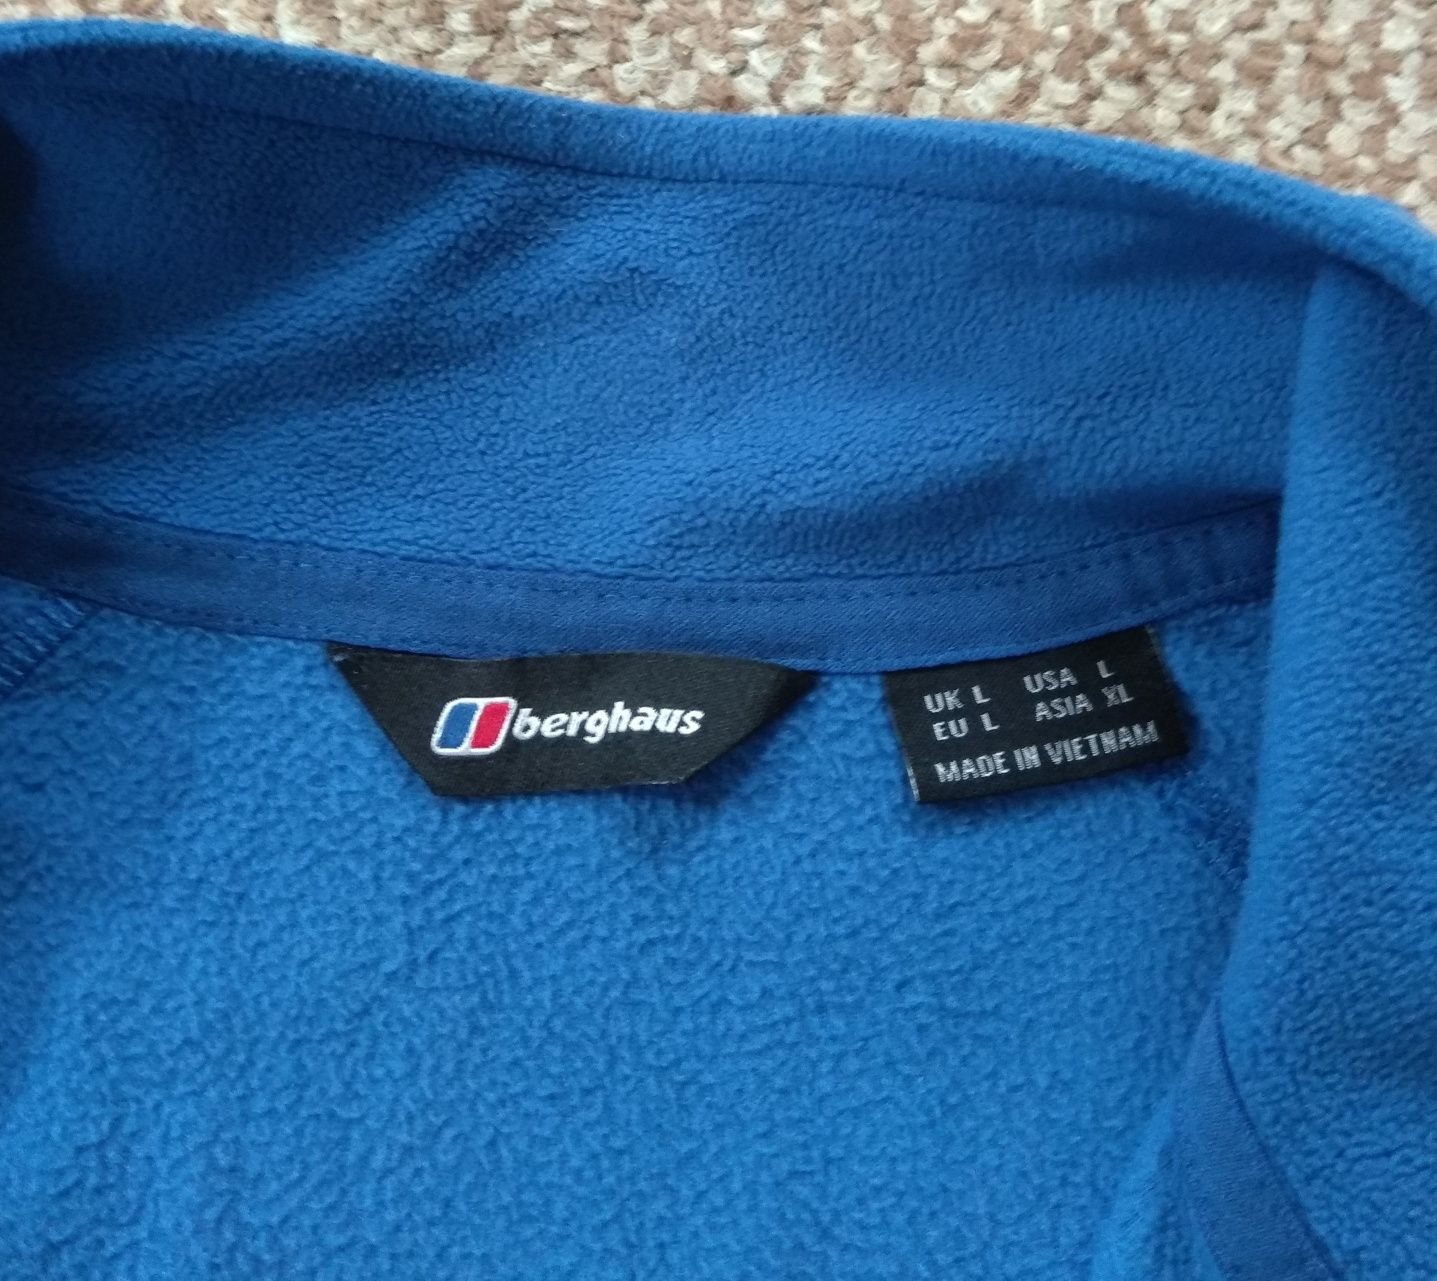 berghaus
UK L USA L
EU L ASIA XL
MADE IN VIETNAM